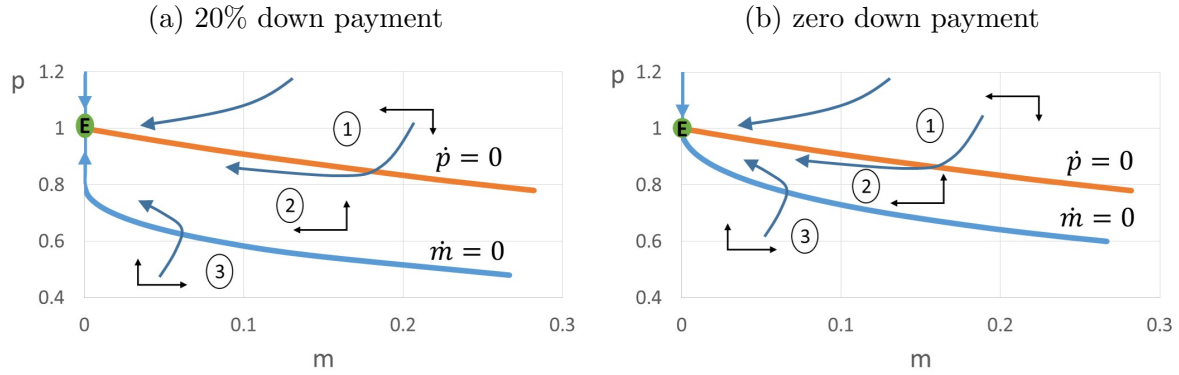 (a) 20% down payment
p
1.2
1
0.8
0.6
0.4
E
1
2
3
ṗ = 0
ṁ = 0
0
0.1
0.2
0.3
m
(b) zero down payment
p
1.2
1
0.8
0.6
0.4
E
1
2
3
ṗ = 0
ṁ = 0
0
0.1
0.2
0.3
m